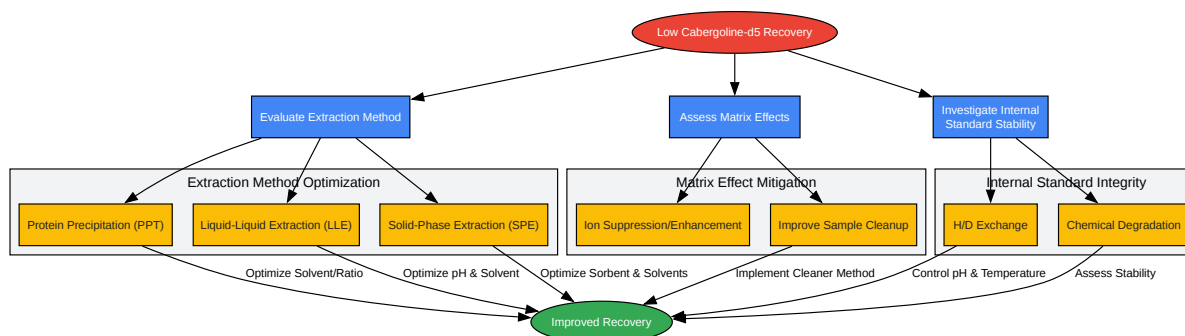 Low Cabergoline-d5 Recovery
Evaluate Extraction Method
Assess Matrix Effects
Investigate Internal
Standard Stability
Extraction Method Optimization
Matrix Effect Mitigation
Internal Standard Integrity
Protein Precipitation (PPT)
Liquid-Liquid Extraction (LLE)
Solid-Phase Extraction (SPE)
Ion Suppression/Enhancement
Improve Sample Cleanup
H/D Exchange
Chemical Degradation
Optimize Solvent/Ratio
Optimize pH & Solvent
Optimize Sorbent & Solvents
Implement Cleaner Method
Control pH & Temperature
Assess Stability
Improved Recovery